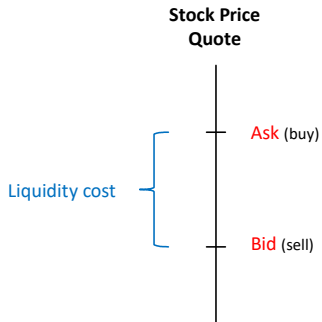 Stock Price
Quote
Ask (buy)
Liquidity cost
Bid (sell)